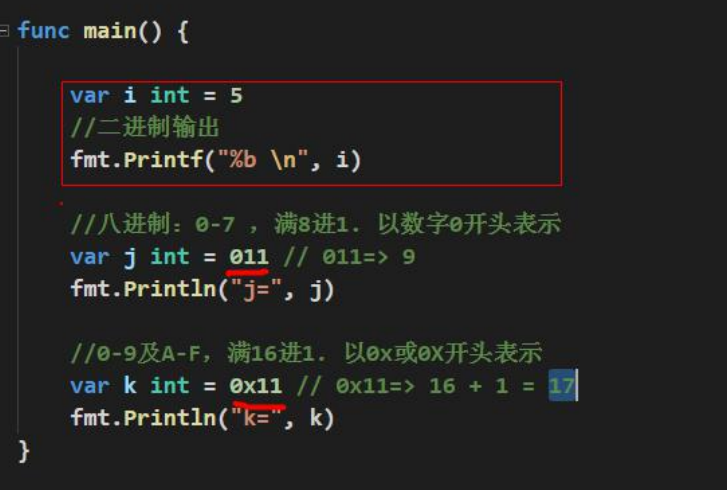 func main() {
var i int = 5
//二进制输出
fmt.Printf("%b \n", i)
//八进制：0-7 ，满8进1. 以数字0开头表示
var j int = 011 // 011=> 9
fmt.Println("j=", j)
//0-9及A-F，满16进1. 以0x或0X开头表示
var k int = 0x11 // 0x11=> 16 + 1 = 17
fmt.Println("k=", k)
}